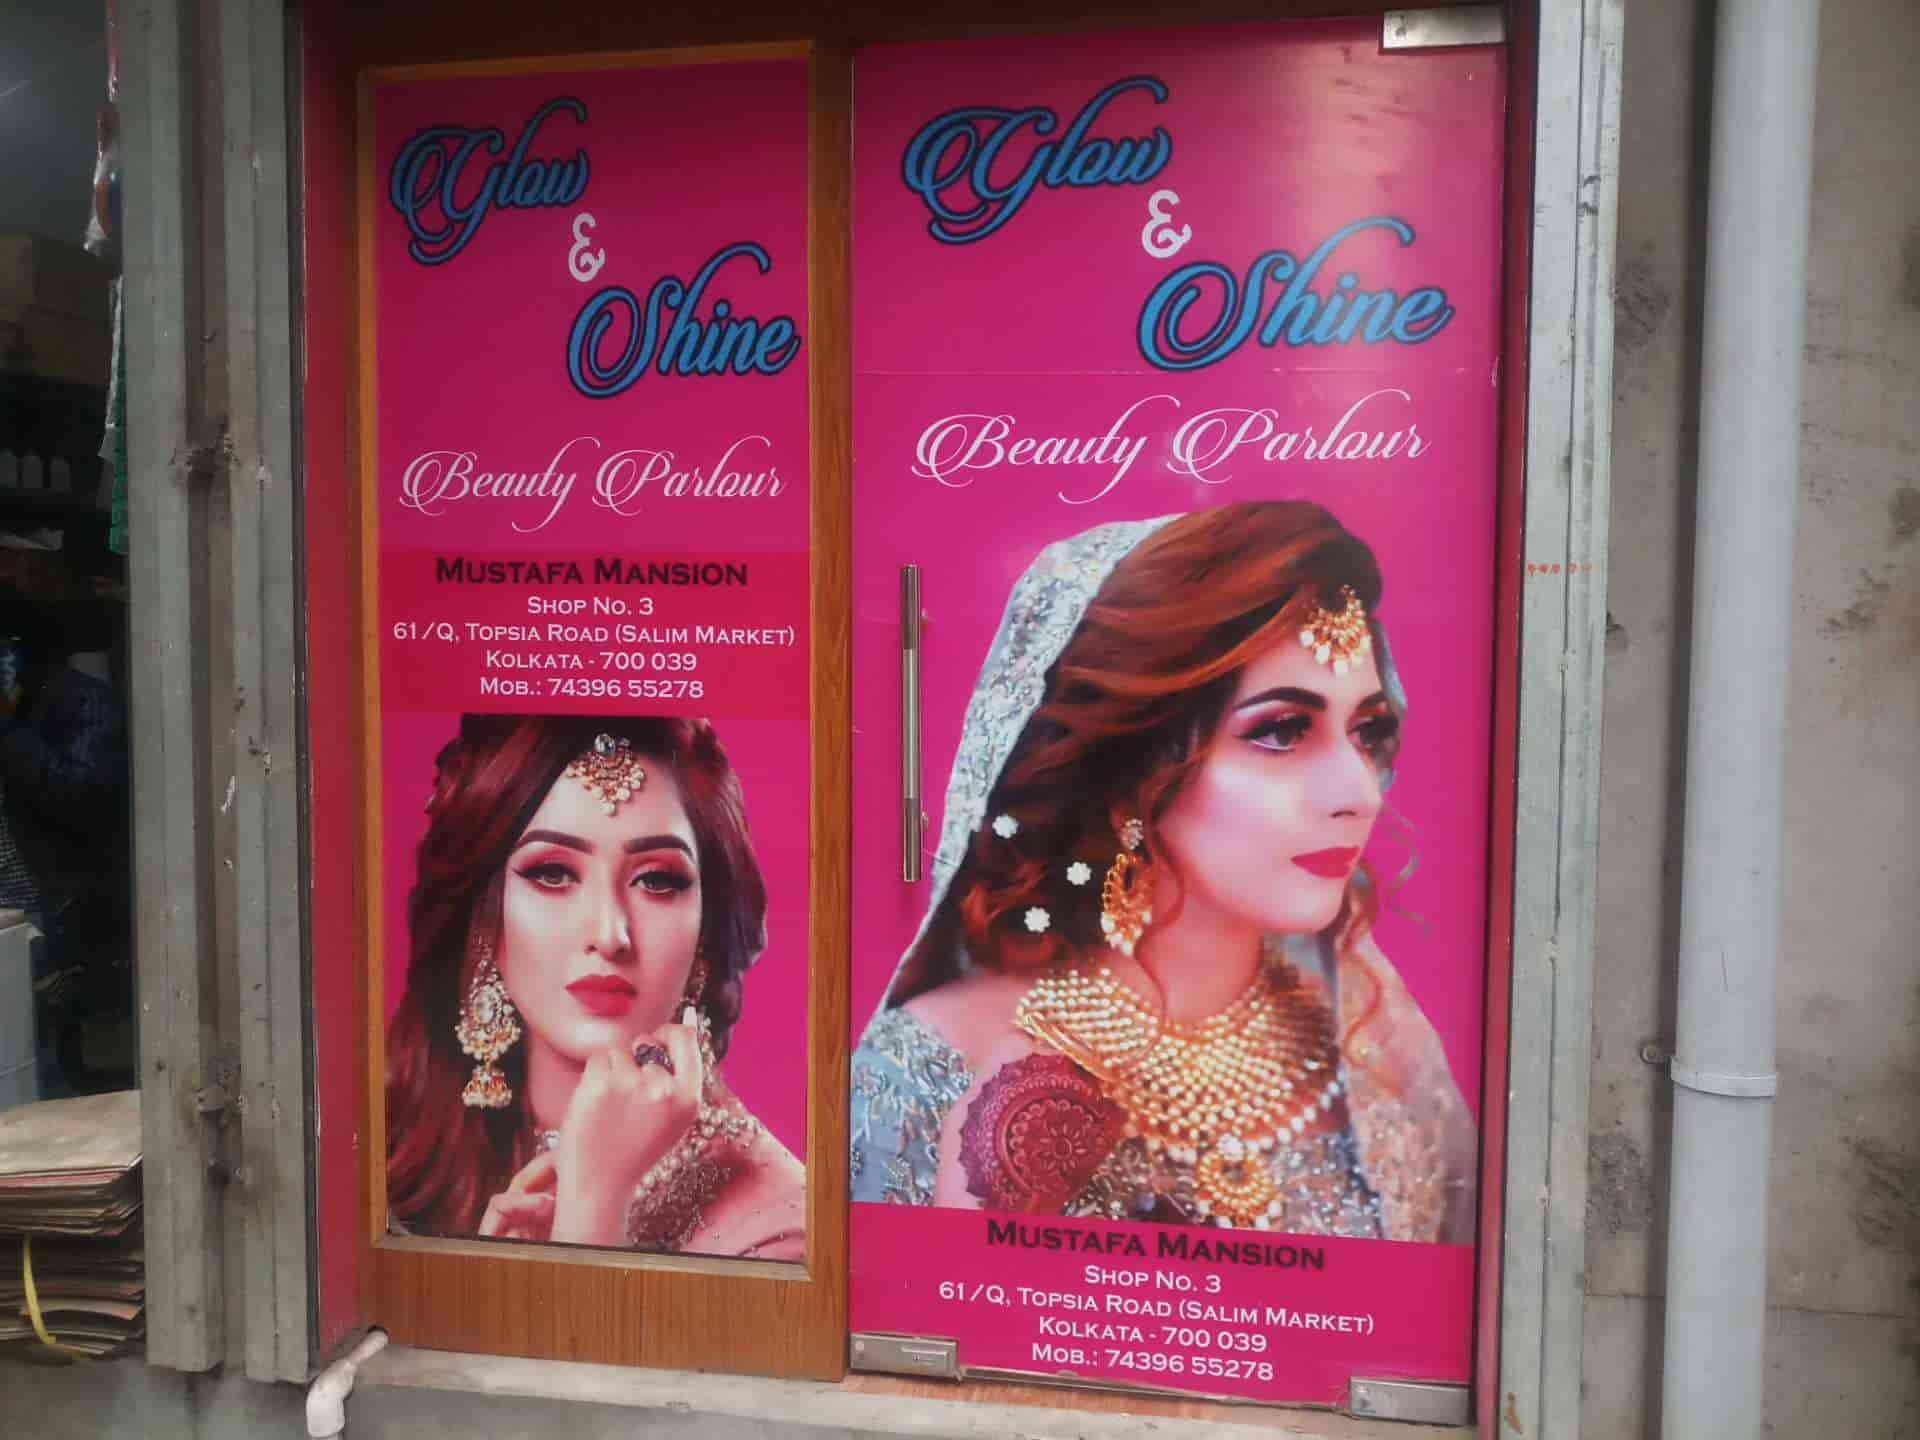 Glow
&
Shine
Beauty Parlour
MUSTAFA MANSION
SHOP NO. 3
61/Q, TOPSIA ROAD (SALIM MARKET)
KOLKATA - 700 039
MOB.: 74396 55278
Glow
&
Shine
Beauty Parlour
MUSTAFA MANSION
SHOP NO. 3
61/Q, TOPSIA ROAD (SALIM MARKET)
KOLKATA - 700 039
MOB.: 74396 55278